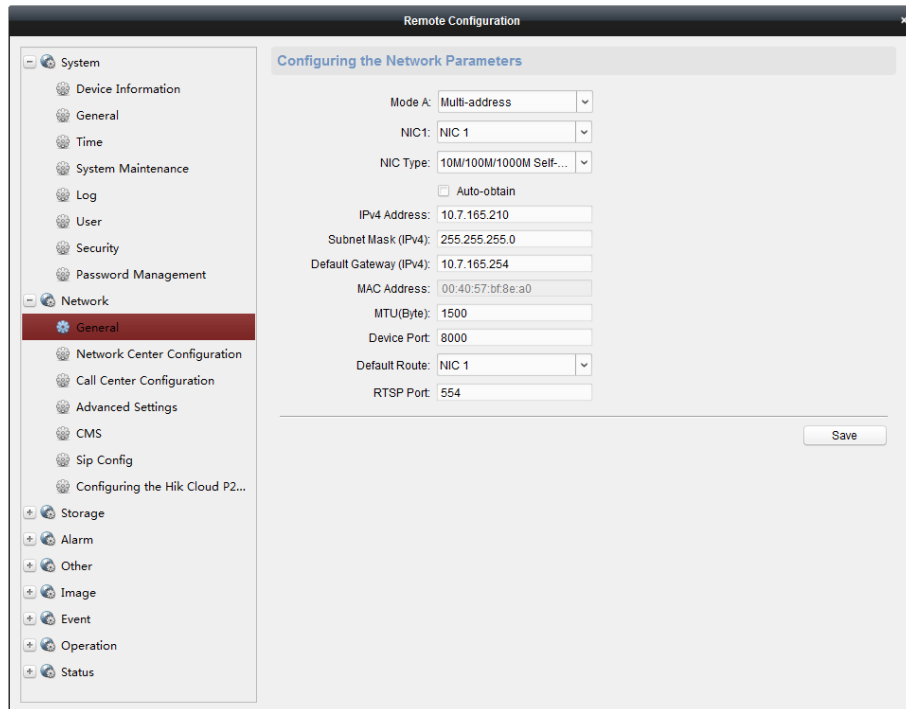 Remote Configuration
System
Device Information
General
Time
System Maintenance
Log
User
Security
Password Management
Network
General
Network Center Configuration
Call Center Configuration
Advanced Settings
CMS
Sip Config
Configuring the Hik Cloud P2...
Storage
Alarm
Other
Image
Event
Operation
Status
Configuring the Network Parameters
Mode A: Multi-address
NIC1: NIC 1
NIC Type: 10M/100M/1000M Self-...
Auto-obtain
IPv4 Address: 10.7.165.210
Subnet Mask (IPv4): 255.255.255.0
Default Gateway (IPv4): 10.7.165.254
MAC Address: 00:40:57:bf:8e:a0
MTU(Byte): 1500
Device Port: 8000
Default Route: NIC 1
RTSP Port: 554
Save